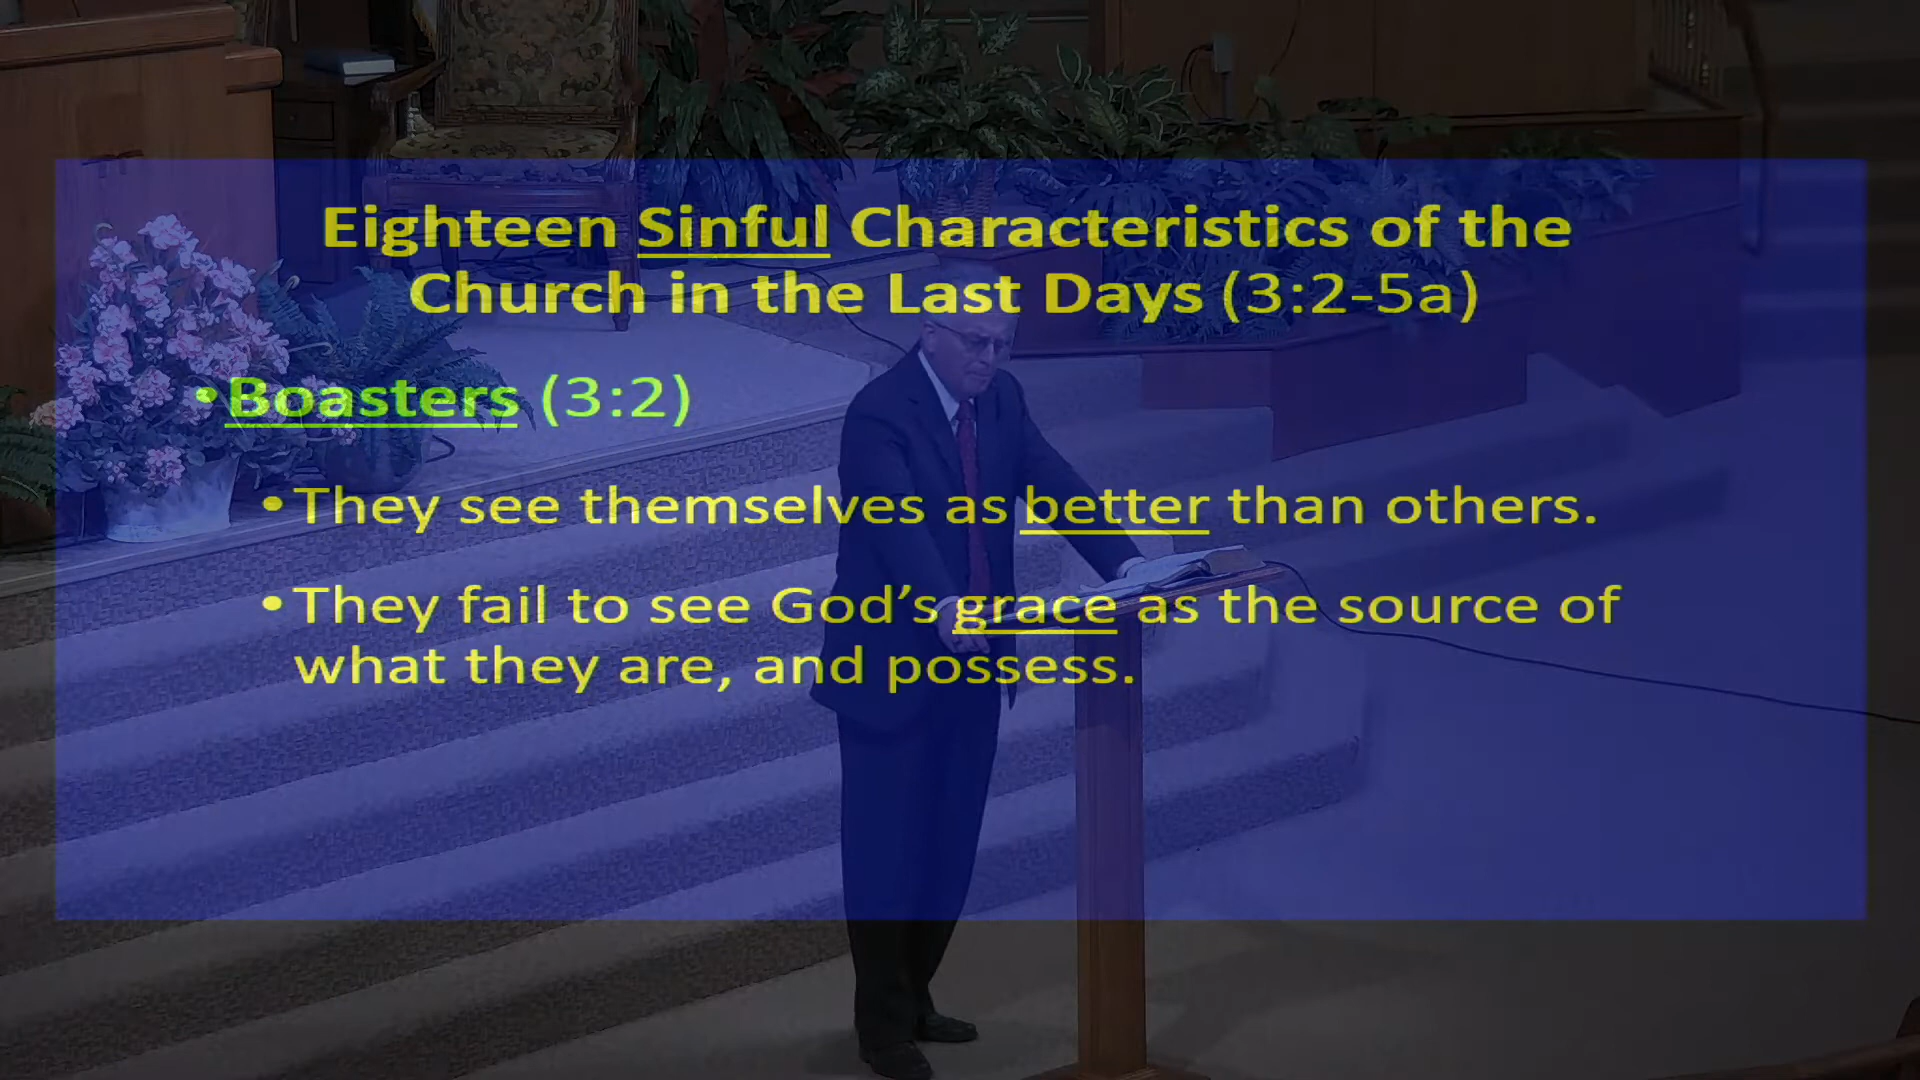 Eighteen Sinful Characteristics of the
Church in the Last Days (3:2-5a)
•Boasters (3:2)
•They see themselves as better than others.
•They fail to see God’s grace as the source of
what they are, and possess.